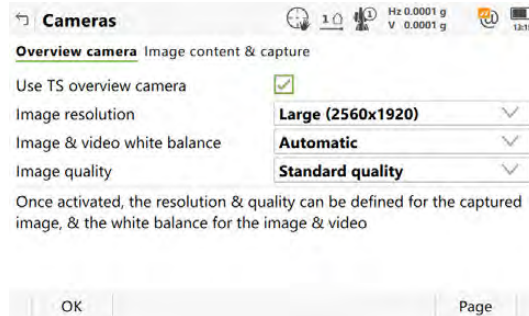 Cameras
1
1
Hz 0.0001 g
V 0.0001 g
@
Overview camera Image content & capture
Use TS overview camera
Image resolution Large (2560x1920)
Image & video white balance Automatic
Image quality Standard quality
Once activated, the resolution & quality can be defined for the captured
image, & the white balance for the image & video
OK Page